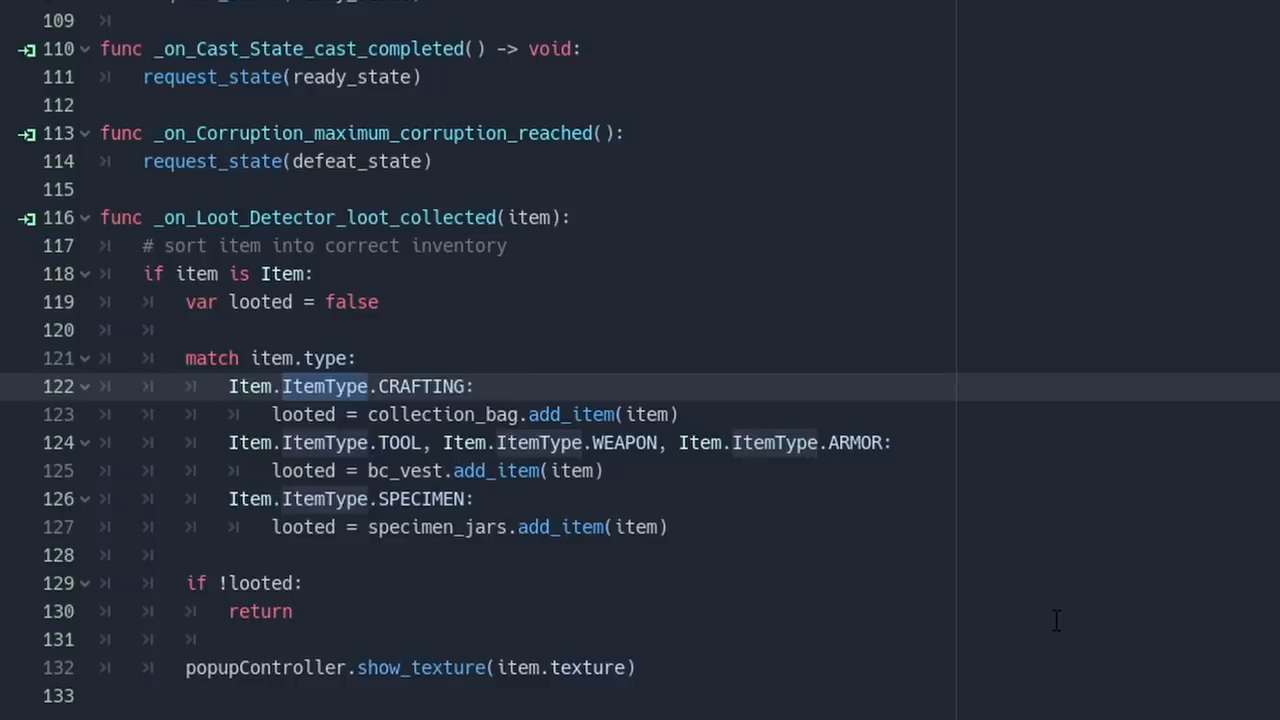 109
110 func _on_Cast_State_cast_completed() -> void:
111 request_state(ready_state)
112
113 func _on_Corruption_maximum_corruption_reached():
114 request_state(defeat_state)
115
116 func _on_Loot_Detector_loot_collected(item):
117 # sort item into correct inventory
118 if item is Item:
119 var looted = false
120
121 match item.type:
122 Item.ItemType.CRAFTING:
123 looted = collection_bag.add_item(item)
124 Item.ItemType.TOOL, Item.ItemType.WEAPON, Item.ItemType.ARMOR:
125 looted = bc_vest.add_item(item)
126 Item.ItemType.SPECIMEN:
127 looted = specimen_jars.add_item(item)
128
129 if !looted:
130 return
131
132 popupController.show_texture(item.texture)
133